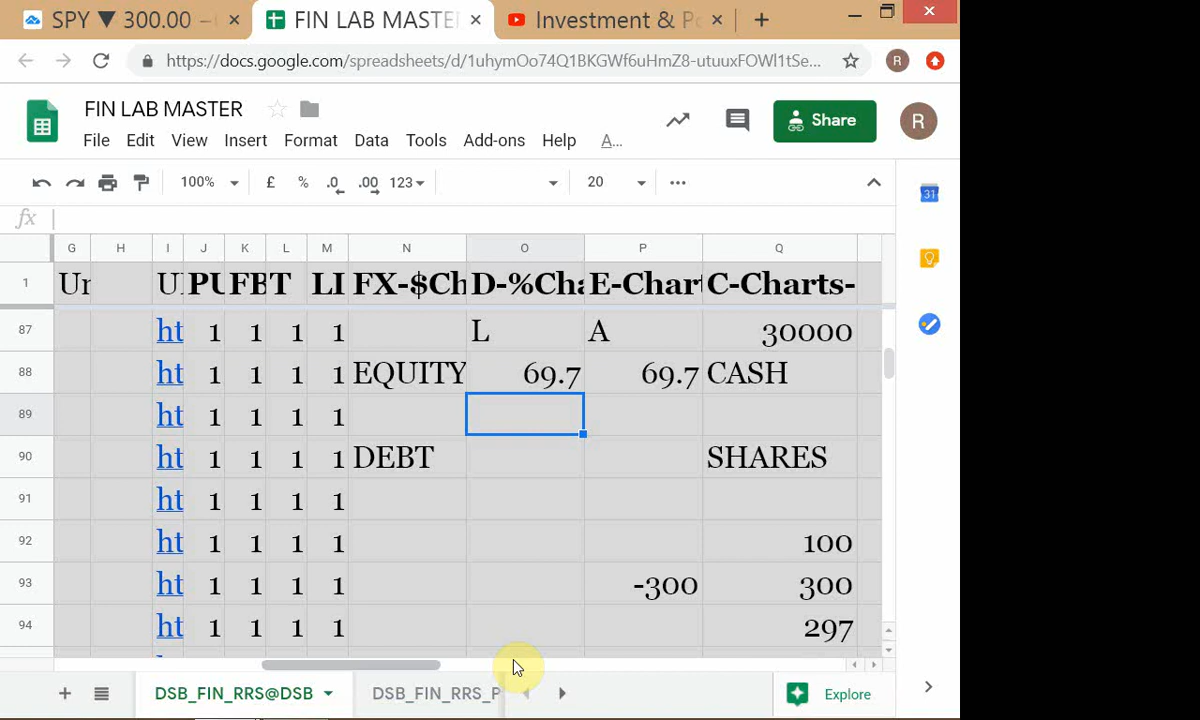 SPY ▼ 300.00 –
FIN LAB MASTER
Investment & P
https://docs.google.com/spreadsheets/d/1uhymOo74Q1BKGWf6uHmZ8-utuuxFOWl1tSe...
R
FIN LAB MASTER
File Edit View Insert Format Data Tools Add-ons Help A...
Share
R
100% £ % .0 .00 123 20
31
fx
G H I J K L M N O P Q
1 Ur U PU FB T LI FX-$Ch D-%Cha E-Chart C-Charts-
87 ht 1 1 1 1 L A 30000
88 ht 1 1 1 1 EQUITY 69.7 69.7 CASH
89 ht 1 1 1 1
90 ht 1 1 1 1 DEBT SHARES
91 ht 1 1 1 1
92 ht 1 1 1 1 100
93 ht 1 1 1 1 -300 300
94 ht 1 1 1 1 297
DSB_FIN_RRS@DSB DSB_FIN_RRS_P Explore